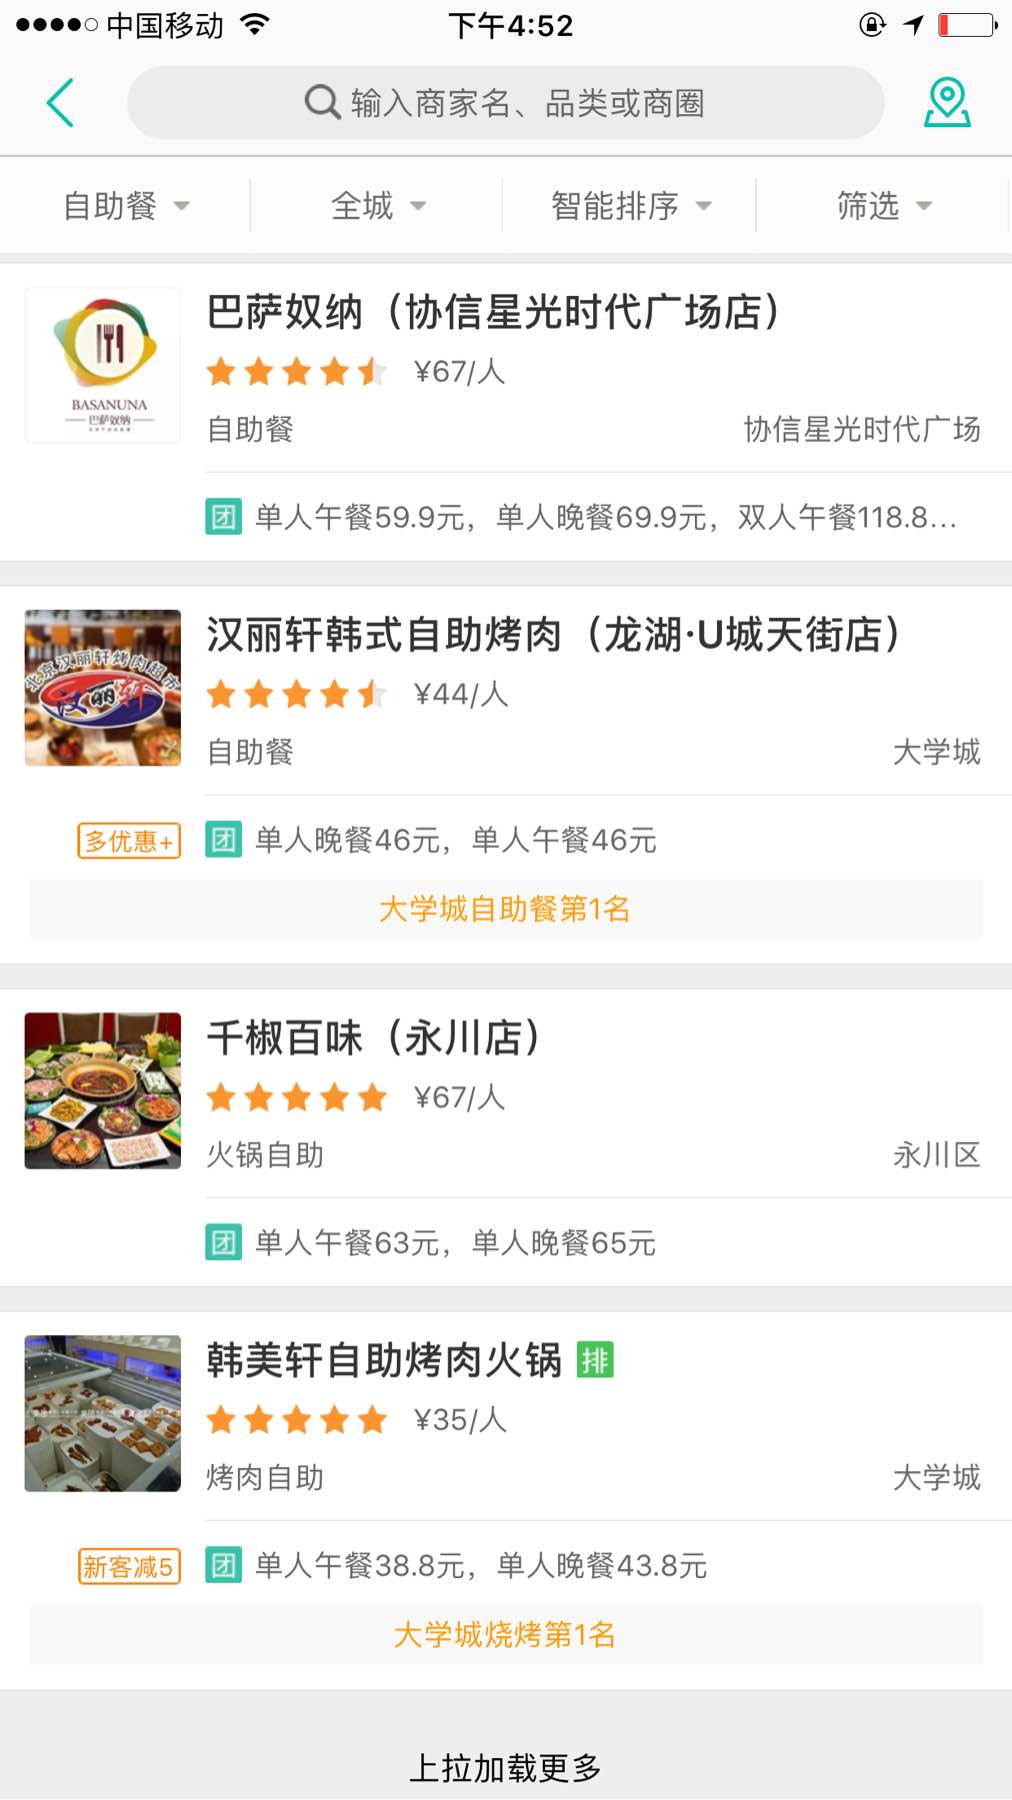 中国移动 下午4:52
输入商家名、品类或商圈
自助餐 全城 智能排序 筛选
巴萨奴纳（协信星光时代广场店）
¥67/人
BASANUNA
巴萨奴纳
自助餐 协信星光时代广场
团 单人午餐59.9元，单人晚餐69.9元，双人午餐118.8...
汉丽轩韩式自助烤肉（龙湖·U城天街店）
北京汉丽轩烤肉超市
汉丽轩
¥44/人
自助餐 大学城
多优惠+ 团 单人晚餐46元，单人午餐46元
大学城自助餐第1名
千椒百味（永川店）
¥67/人
火锅自助 永川区
团 单人午餐63元，单人晚餐65元
韩美轩自助烤肉火锅 排
¥35/人
烤肉自助 大学城
新客减5 团 单人午餐38.8元，单人晚餐43.8元
大学城烧烤第1名
上拉加载更多